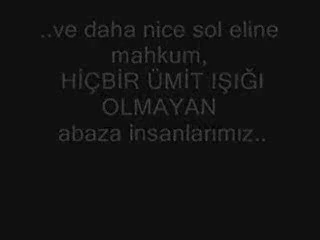 ..ve daha nice sol eline
mahkum,
HİÇBİR ÜMİT IŞIĞI
OLMAYAN
abaza insanlarımız..